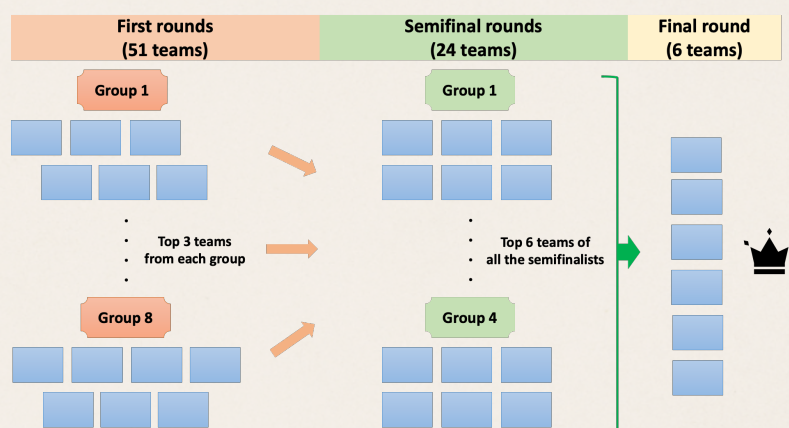 First rounds
(51 teams)
Semifinal rounds
(24 teams)
Final round
(6 teams)
Group 1
Group 1
Top 3 teams
from each group
Top 6 teams of
all the semifinalists
Group 8
Group 4